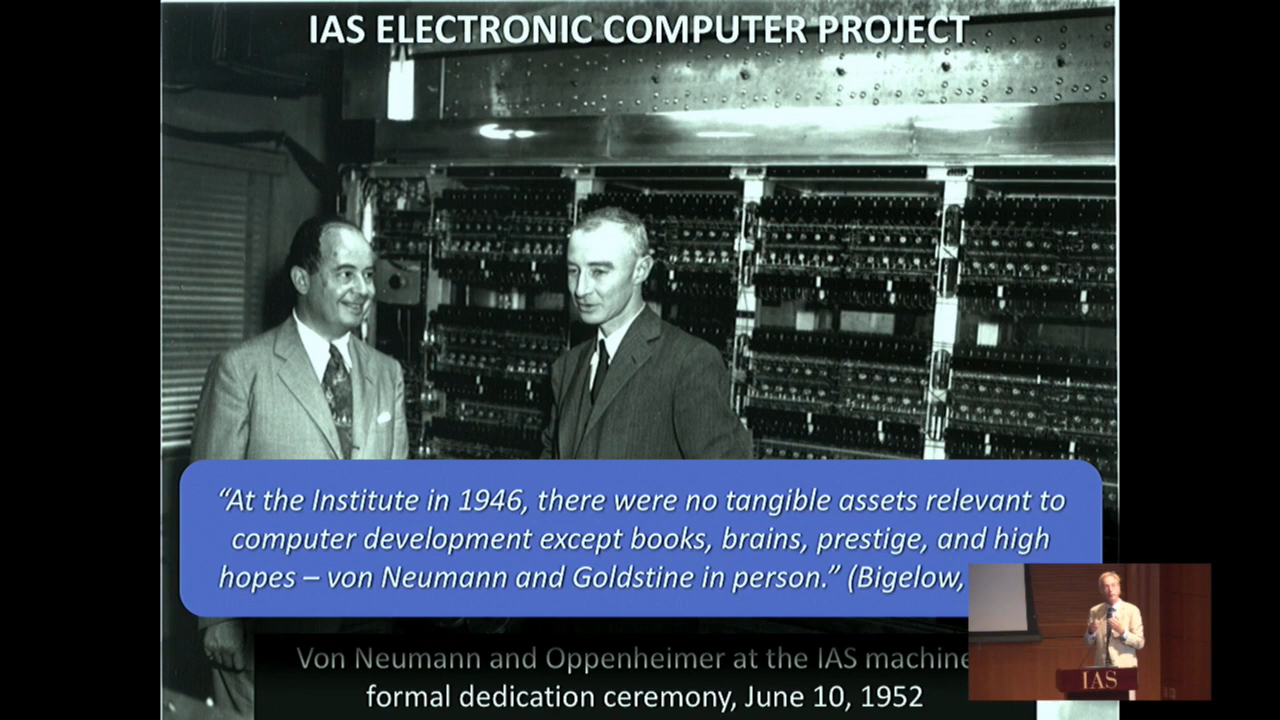 IAS ELECTRONIC COMPUTER PROJECT
“At the Institute in 1946, there were no tangible assets relevant to
computer development except books, brains, prestige, and high
hopes – von Neumann and Goldstine in person.” (Bigelow,
Von Neumann and Oppenheimer at the IAS machine
formal dedication ceremony, June 10, 1952
IAS